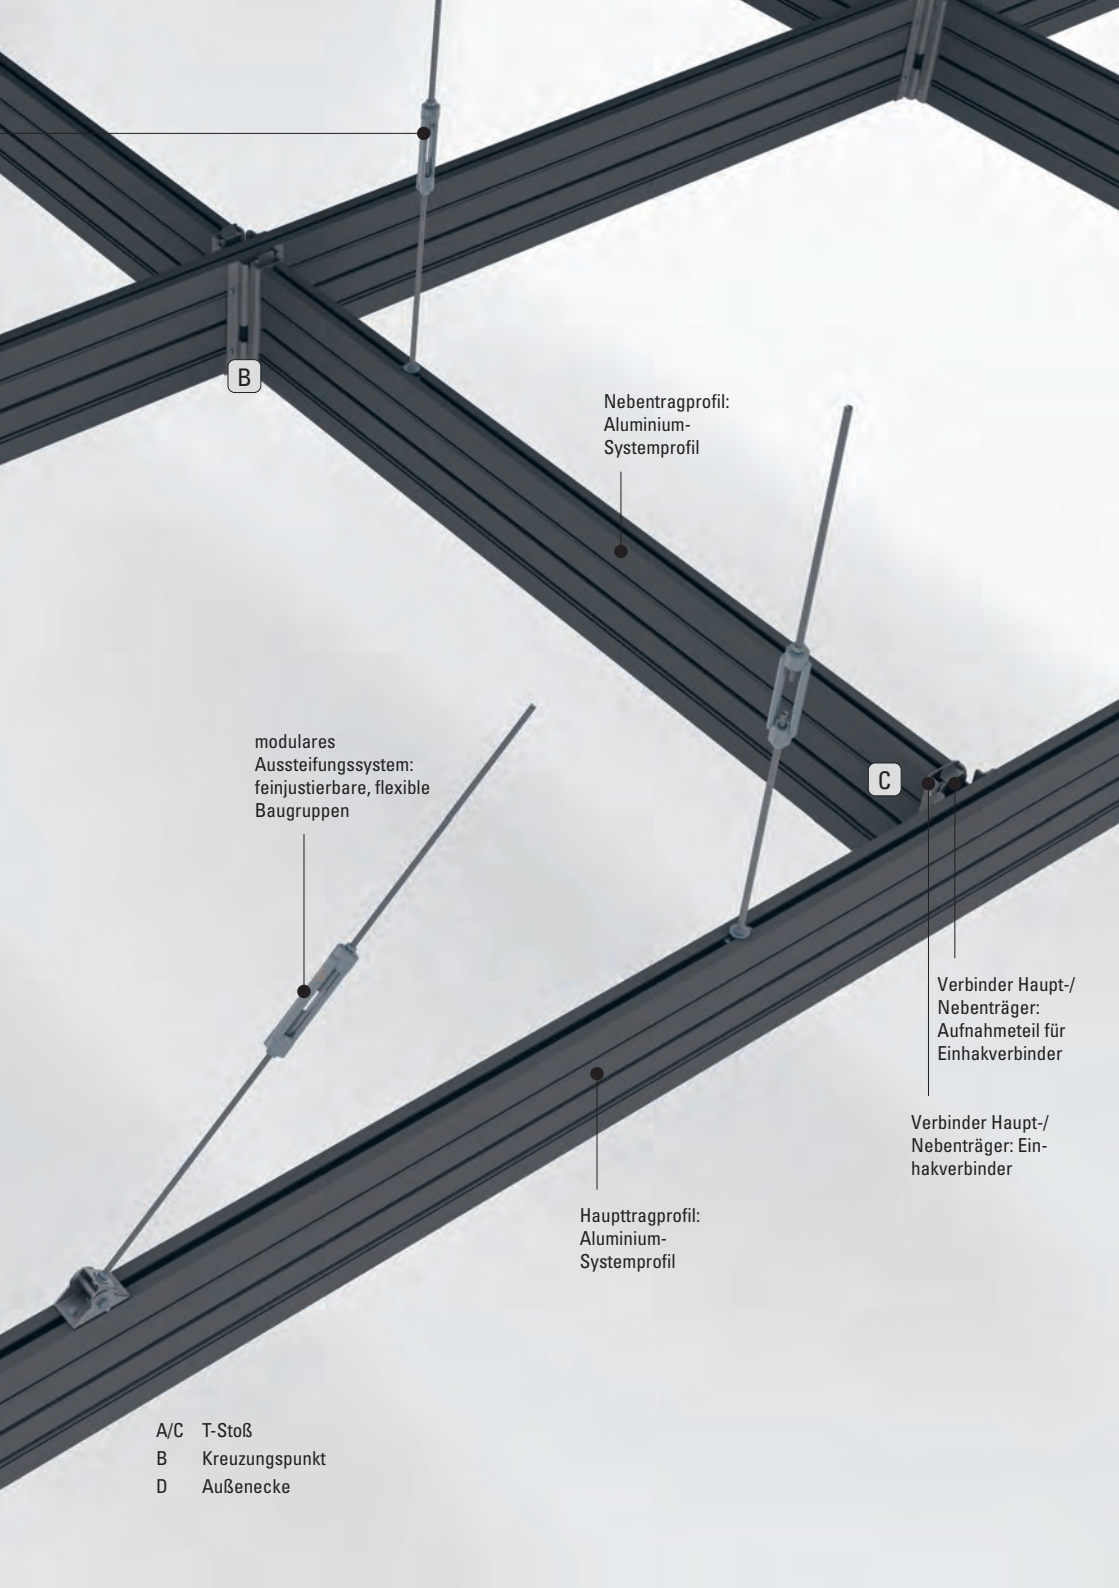 B
Nebentragprofil:
Aluminium-
Systemprofil
modulares
Aussteifungssystem:
feinjustierbare, flexible
Baugruppen
C
Verbinder Haupt-/
Nebenträger:
Aufnahmeteil für
Einhakverbinder
Verbinder Haupt-/
Nebenträger: Ein-
hakverbinder
Haupttragprofil:
Aluminium-
Systemprofil
A/C T-Stoß
B Kreuzungspunkt
D Außenecke